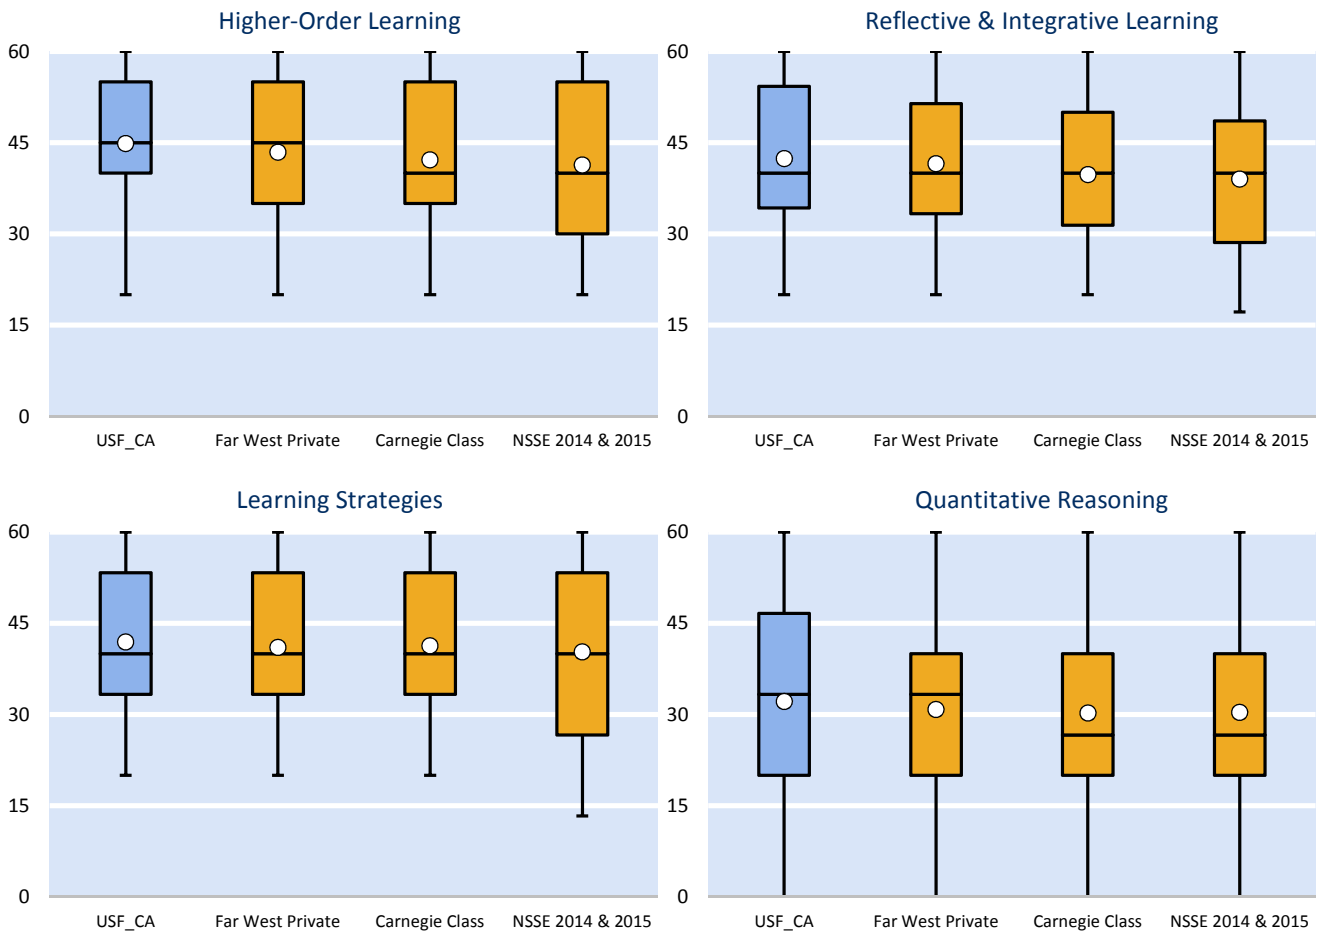 Higher-Order Learning
60
45
30
15
0
USF_CA Far West Private Carnegie Class NSSE 2014 & 2015
Reflective & Integrative Learning
60
45
30
15
0
USF_CA Far West Private Carnegie Class NSSE 2014 & 2015
Learning Strategies
60
45
30
15
0
USF_CA Far West Private Carnegie Class NSSE 2014 & 2015
Quantitative Reasoning
60
45
30
15
0
USF_CA Far West Private Carnegie Class NSSE 2014 & 2015